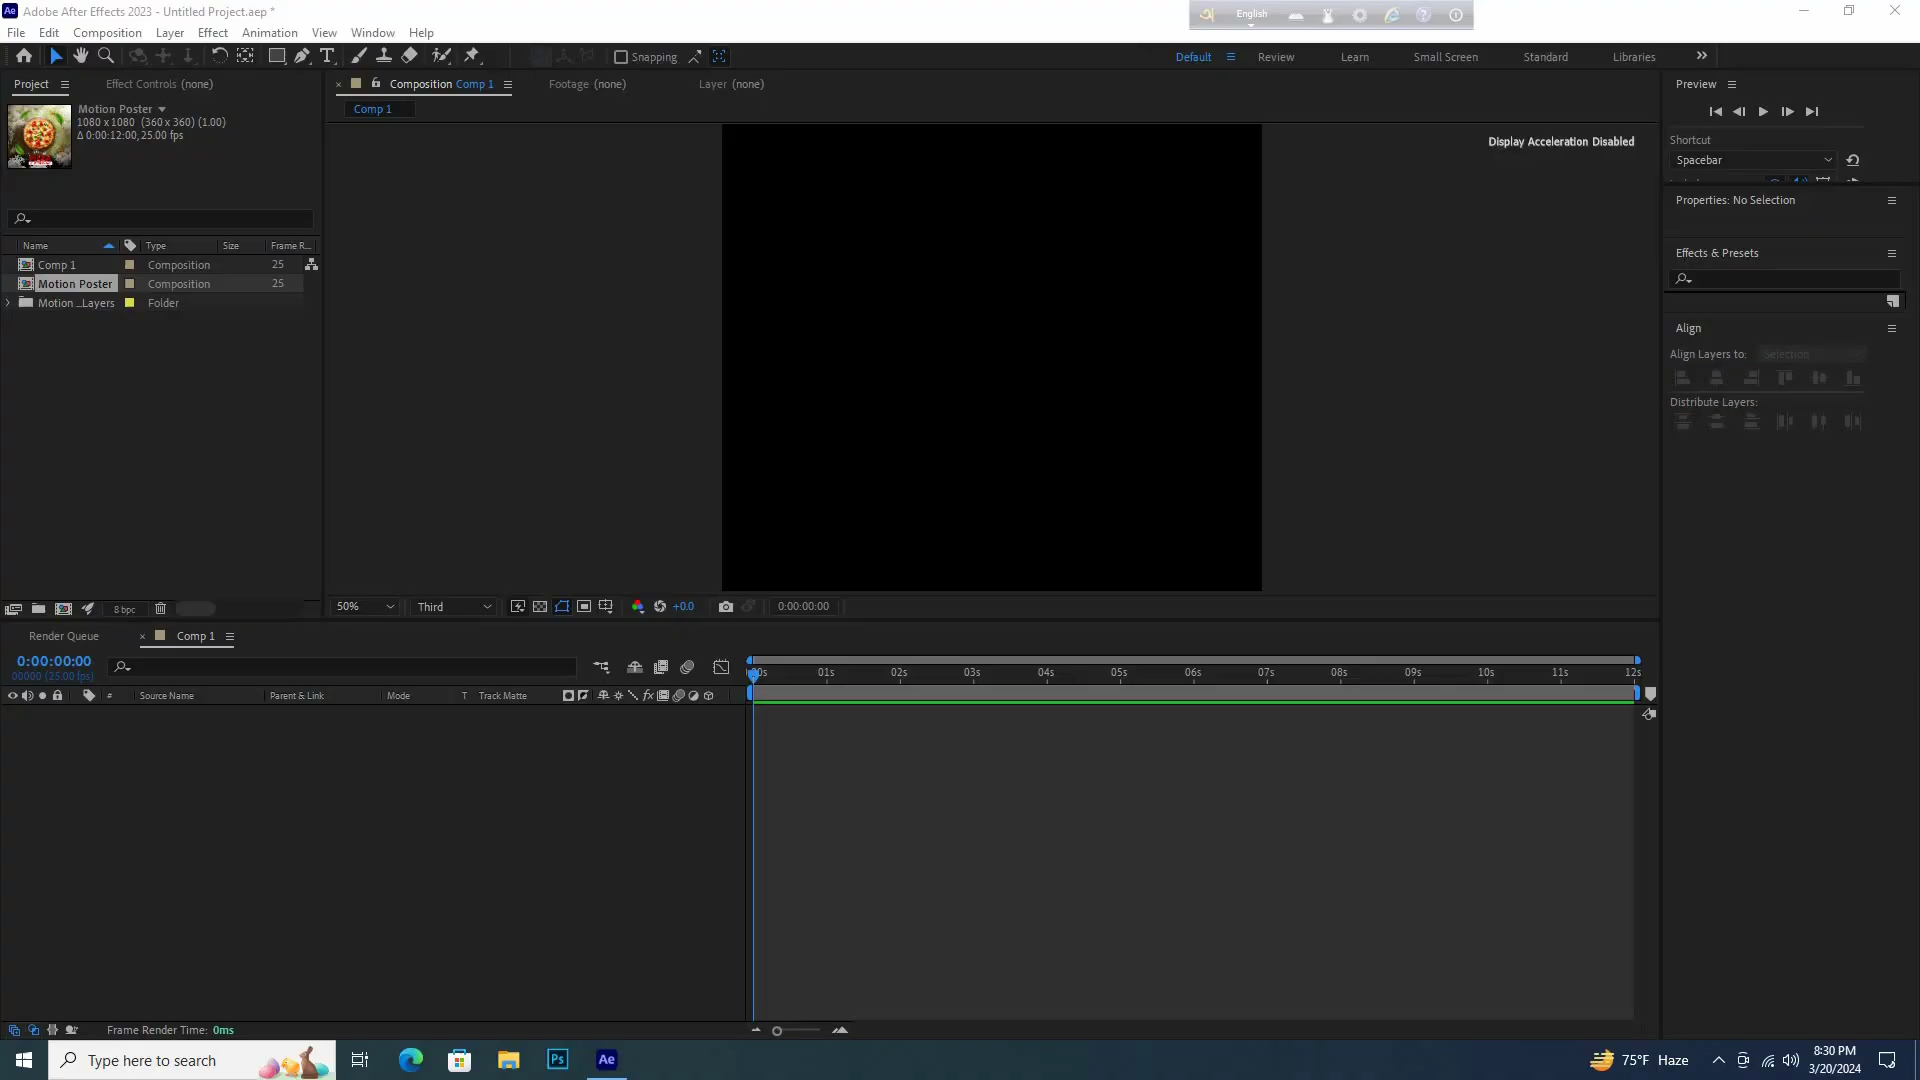 Ae Adobe After Effects 2023 - Untitled Project.aep *
English
File Edit Composition Layer Effect Animation View Window Help
Snapping
Default Review Learn Small Screen Standard Libraries
Project Effect Controls (none)
Composition Comp 1 Footage (none) Layer (none)
Preview
Motion Poster
1080 x 1080 (360 x 360) (1.00)
Δ 0:00:12:00, 25.00 fps
Comp 1
Display Acceleration Disabled
Shortcut
Spacebar
Properties: No Selection
Effects & Presets
Name Type Size Frame R...
Comp 1 Composition 25
Motion Poster Composition 25
Motion ...Layers Folder
Align
Align Layers to: Selection
Distribute Layers:
8 bpc
50% Third +0.0 0:00:00:00
Render Queue Comp 1
0:00:00:00
00000 (25.00 fps)
00s 01s 02s 03s 04s 05s 06s 07s 08s 09s 10s 11s 12s
# Source Name Parent & Link Mode T Track Matte fx
Frame Render Time: 0ms
Type here to search
Ps Ae
75°F Haze
8:30 PM
3/20/2024